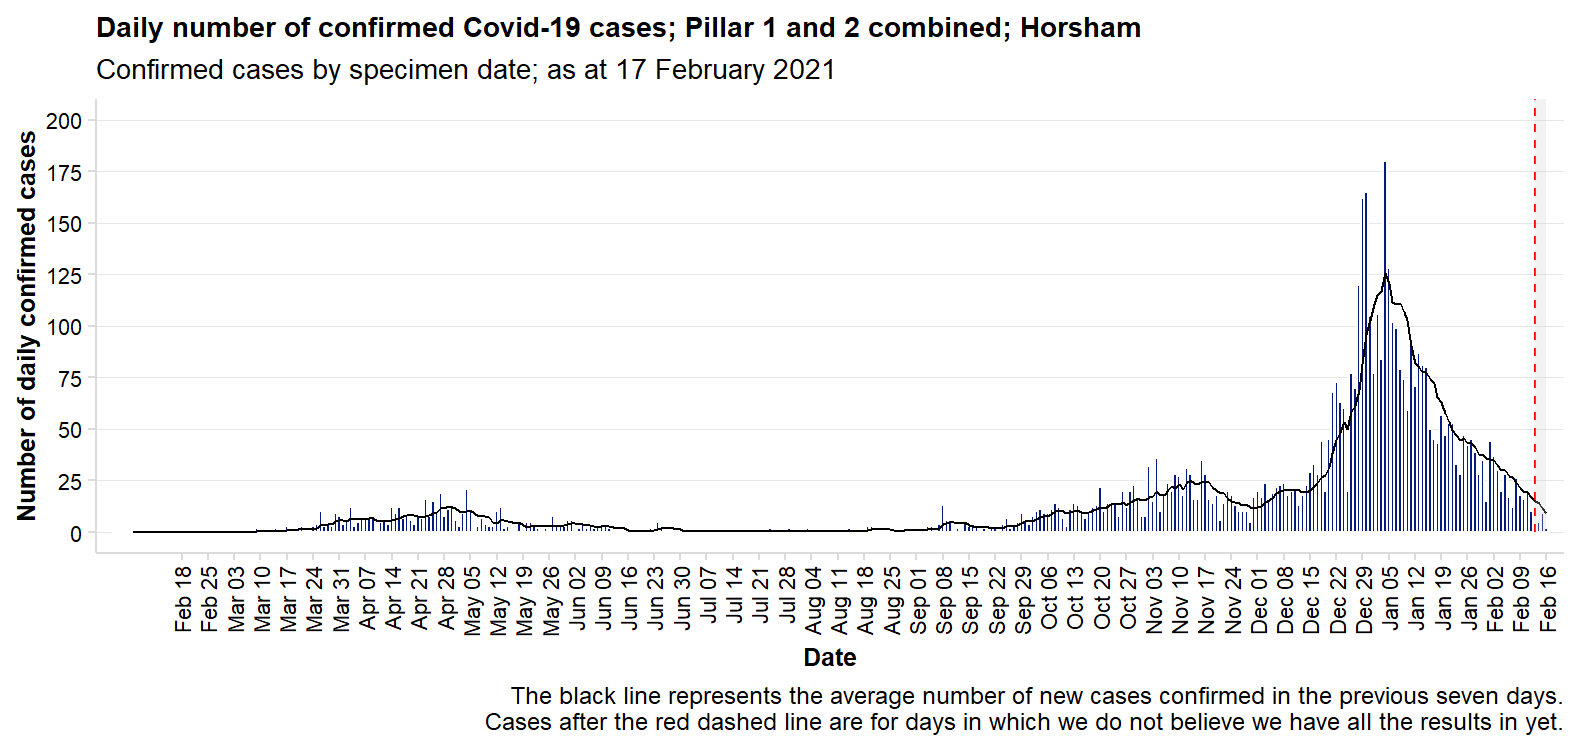 Daily number of confirmed Covid-19 cases; Pillar 1 and 2 combined; Horsham
Confirmed cases by specimen date; as at 17 February 2021
Number of daily confirmed cases
200
175
150
125
100
75
50
25
0
Feb 18
Feb 25
Mar 03
Mar 10
Mar 17
Mar 24
Mar 31
Apr 07
Apr 14
Apr 21
Apr 28
May 05
May 12
May 19
May 26
Jun 02
Jun 09
Jun 16
Jun 23
Jun 30
Jul 07
Jul 14
Jul 21
Jul 28
Aug 04
Aug 11
Aug 18
Aug 25
Sep 01
Sep 08
Sep 15
Sep 22
Sep 29
Oct 06
Oct 13
Oct 20
Oct 27
Nov 03
Nov 10
Nov 17
Nov 24
Dec 01
Dec 08
Dec 15
Dec 22
Dec 29
Jan 05
Jan 12
Jan 19
Jan 26
Feb 02
Feb 09
Feb 16
Date
The black line represents the average number of new cases confirmed in the previous seven days.
Cases after the red dashed line are for days in which we do not believe we have all the results in yet.